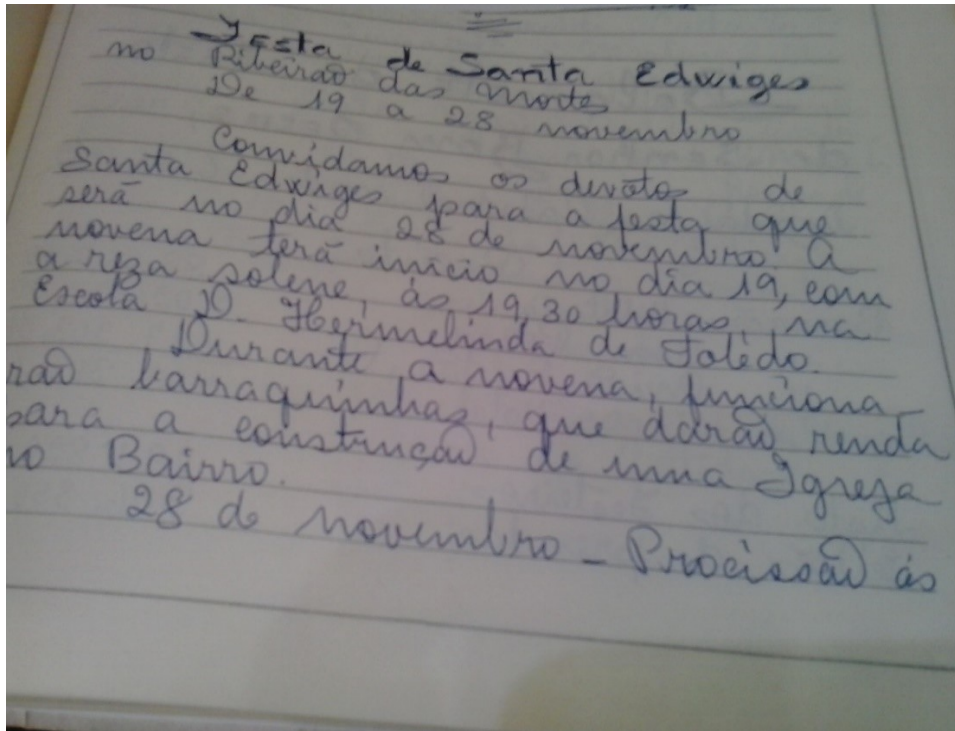 Festa de Santa Edwiges
no Ribeirão das Mortes
De 19 a 28 novembro
Convidamos os devotos de
Santa Edwiges para a festa que
será no dia 28 de novembro. A
novena terá início no dia 19, com
a reza solene, às 19,30 horas, na
Escola D. Hermelinda de Toledo.
Durante a novena, funciona
rão barraquinhas, que darão renda
para a construção de uma Igreja
no Bairro.
28 de novembro - Procissão ás